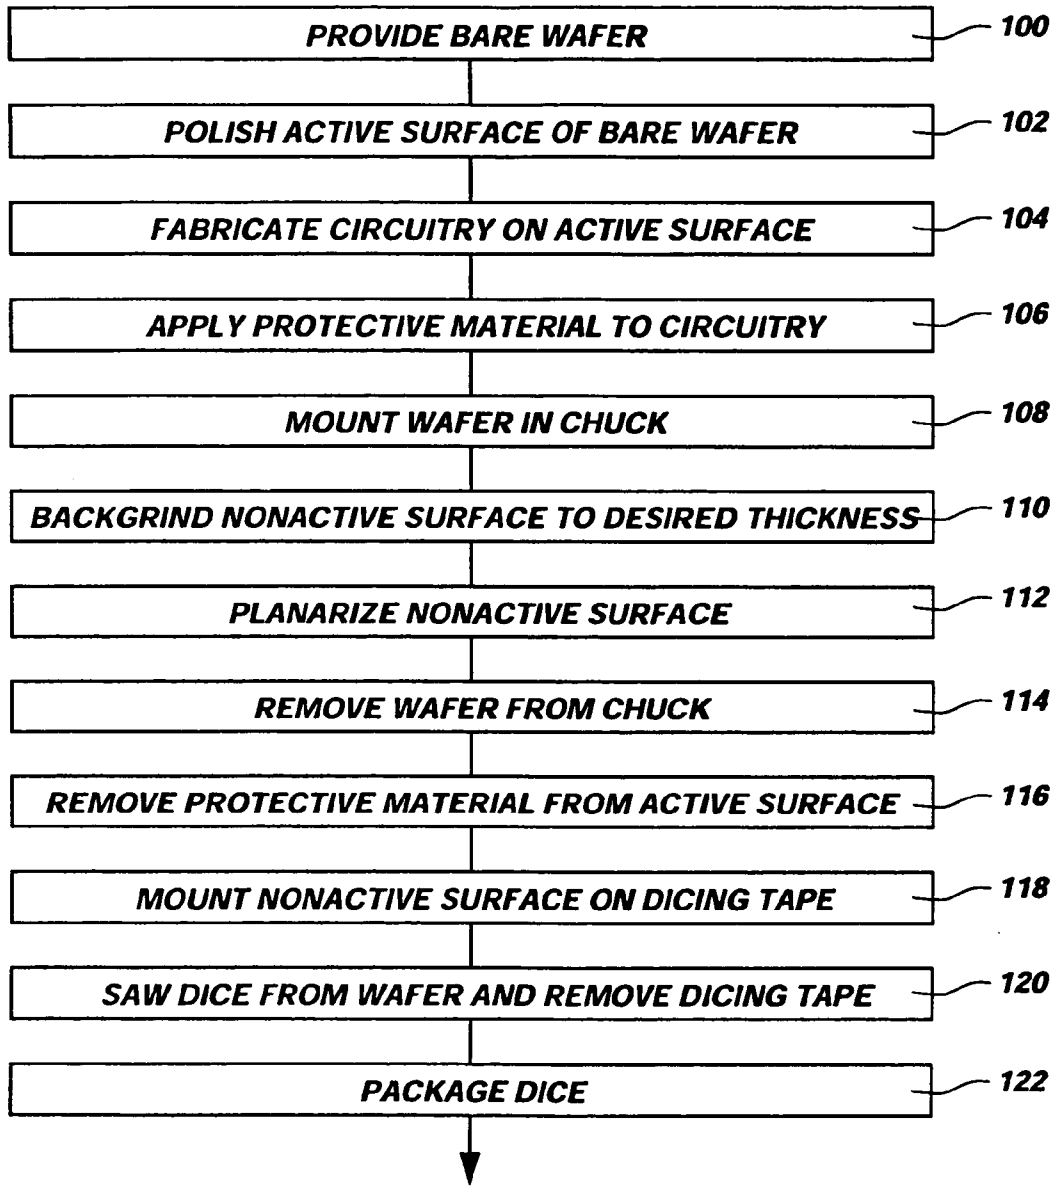 PROVIDE BARE WAFER 100
POLISH ACTIVE SURFACE OF BARE WAFER 102
FABRICATE CIRCUITRY ON ACTIVE SURFACE 104
APPLY PROTECTIVE MATERIAL TO CIRCUITRY 106
MOUNT WAFER IN CHUCK 108
BACKGRIND NONACTIVE SURFACE TO DESIRED THICKNESS 110
PLANARIZE NONACTIVE SURFACE 112
REMOVE WAFER FROM CHUCK 114
REMOVE PROTECTIVE MATERIAL FROM ACTIVE SURFACE 116
MOUNT NONACTIVE SURFACE ON DICING TAPE 118
SAW DICE FROM WAFER AND REMOVE DICING TAPE 120
PACKAGE DICE 122